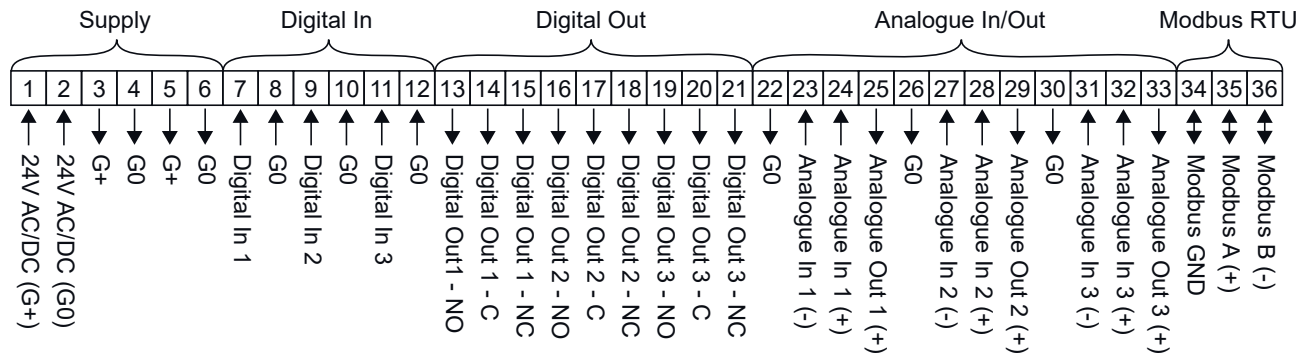 Supply Digital In Digital Out Analogue In/Out Modbus RTU
1 2 3 4 5 6 7 8 9 10 11 12 13 14 15 16 17 18 19 20 21 22 23 24 25 26 27 28 29 30 31 32 33 34 35 36
24V AC/DC (G+)
24V AC/DC (G0)
G+
G0
G+
G0
Digital In 1
G0
Digital In 2
G0
Digital In 3
G0
Digital Out1 - NO
Digital Out 1 - C
Digital Out 1 - NC
Digital Out 2 - NO
Digital Out 2 - C
Digital Out 2 - NC
Digital Out 3 - NO
Digital Out 3 - C
Digital Out 3 - NC
G0
Analogue In 1 (-)
Analogue In 1 (+)
Analogue Out 1 (+)
G0
Analogue In 2 (-)
Analogue In 2 (+)
Analogue Out 2 (+)
G0
Analogue In 3 (-)
Analogue In 3 (+)
Analogue Out 3 (+)
Modbus GND
Modbus A (+)
Modbus B (-)